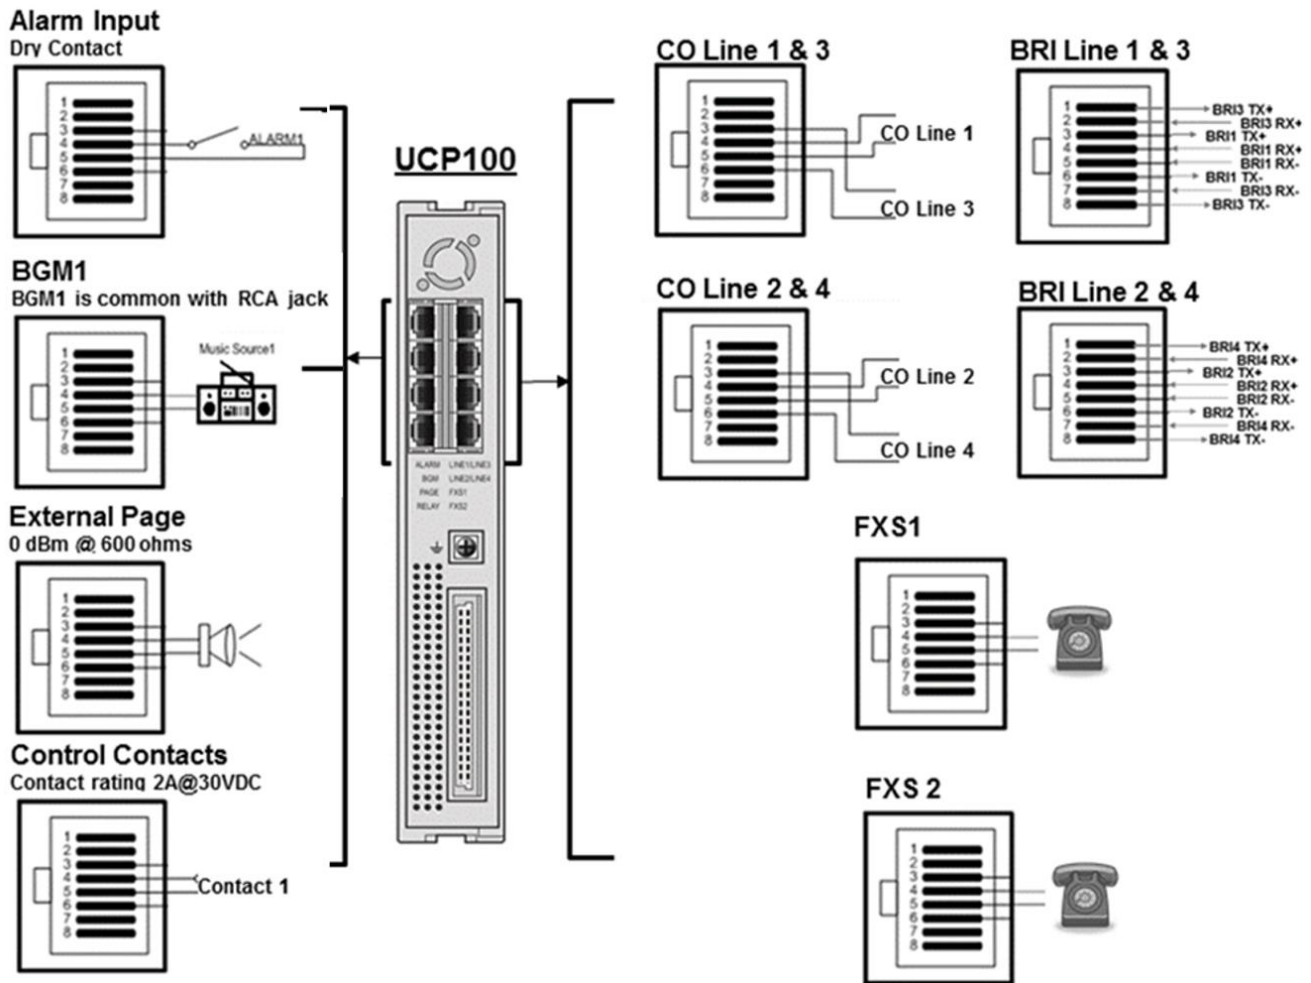 Alarm Input
Dry Contact
1
2
3
4
5
6
7
8
ALARM1
BGM1
BGM1 is common with RCA jack
1
2
3
4
5
6
7
8
Music Source1
External Page
0 dBm @ 600 ohms
1
2
3
4
5
6
7
8
Control Contacts
Contact rating 2A@30VDC
1
2
3
4
5
6
7
8
Contact 1
UCP100
ALARM LINE1/LINE3
BGM LINE2/LINE4
PAGE FXS1
RELAY FXS2
CO Line 1 & 3
1
2
3
4
5
6
7
8
CO Line 1
CO Line 3
BRI Line 1 & 3
1
2
3
4
5
6
7
8
BRI3 TX+
BRI3 RX+
BRI1 TX+
BRI1 RX+
BRI1 RX-
BRI1 TX-
BRI3 RX-
BRI3 TX-
CO Line 2 & 4
1
2
3
4
5
6
7
8
CO Line 2
CO Line 4
BRI Line 2 & 4
1
2
3
4
5
6
7
8
BRI4 TX+
BRI4 RX+
BRI2 TX+
BRI2 RX+
BRI2 RX-
BRI2 TX-
BRI4 RX-
BRI4 TX-
FXS1
1
2
3
4
5
6
7
8
FXS 2
1
2
3
4
5
6
7
8